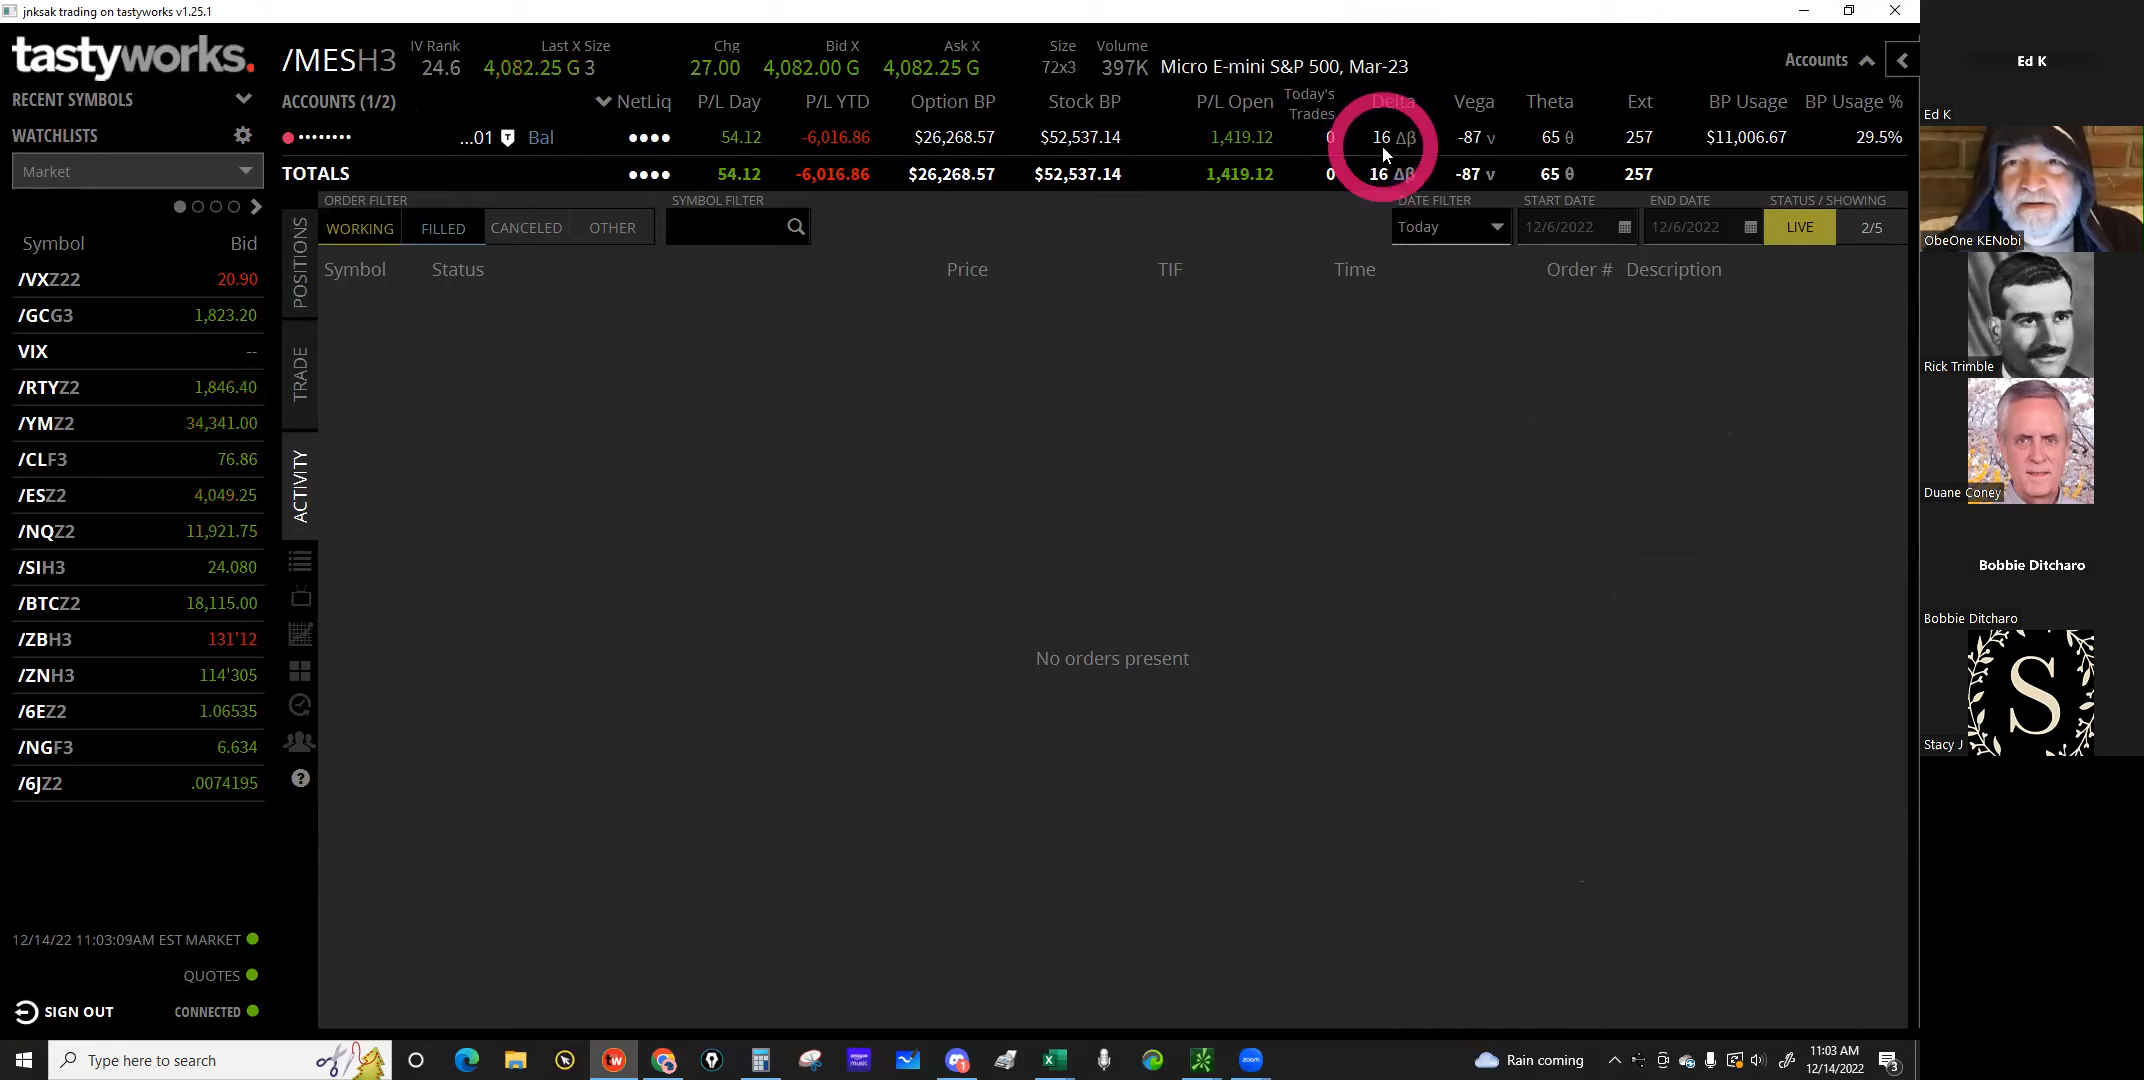 jnksak trading on tastyworks v1.25.1
tastyworks.
/MESH3
IV Rank
24.6
Last X Size
4,082.25 G 3
Chg
27.00
Bid X
4,082.00 G
Ask X
4,082.25 G
Size
72x3
Volume
397K
Micro E-mini S&P 500, Mar-23
Accounts
RECENT SYMBOLS
WATCHLISTS
Market
ACCOUNTS (1/2) NetLiq P/L Day P/L YTD Option BP Stock BP P/L Open Today's Trades Delta Vega Theta Ext BP Usage BP Usage %
•••••••• ...01 T Bal •••• 54.12 -6,016.86 $26,268.57 $52,537.14 1,419.12 0 16 Δβ -87 ν 65 θ 257 $11,006.67 29.5%
TOTALS •••• 54.12 -6,016.86 $26,268.57 $52,537.14 1,419.12 0 16 Δβ -87 ν 65 θ 257
ORDER FILTER SYMBOL FILTER DATE FILTER START DATE END DATE STATUS / SHOWING
WORKING FILLED CANCELED OTHER Today 12/6/2022 12/6/2022 LIVE 2/5
Symbol Status Price TIF Time Order # Description
POSITIONS
TRADE
ACTIVITY
No orders present
Symbol Bid
/VXZ22 20.90
/GCG3 1,823.20
VIX --
/RTYZ2 1,846.40
/YMZ2 34,341.00
/CLF3 76.86
/ESZ2 4,049.25
/NQZ2 11,921.75
/SIH3 24.080
/BTCZ2 18,115.00
/ZBH3 131'12
/ZNH3 114'305
/6EZ2 1.06535
/NGF3 6.634
/6JZ2 .0074195
?
12/14/22 11:03:09AM EST MARKET
QUOTES
SIGN OUT CONNECTED
Ed K
Ed K
ObeOne KENobi
Rick Trimble
Duane Coney
Bobbie Ditcharo
Bobbie Ditcharo
S
Stacy J
Type here to search
tw
amazon music
1
zoom
Rain coming
11:03 AM
12/14/2022
3